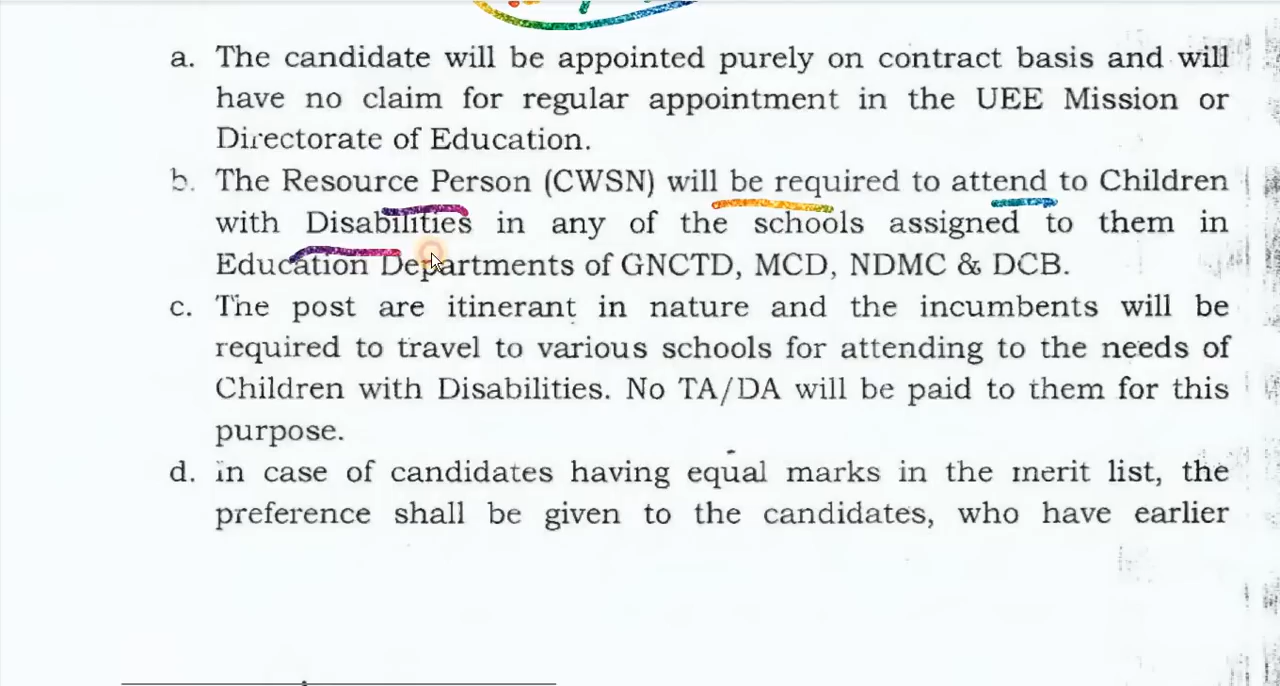 a. The candidate will be appointed purely on contract basis and will
have no claim for regular appointment in the UEE Mission or
Directorate of Education.
b. The Resource Person (CWSN) will be required to attend to Children
with Disabilities in any of the schools assigned to them in
Education Departments of GNCTD, MCD, NDMC & DCB.
c. The post are itinerant in nature and the incumbents will be
required to travel to various schools for attending to the needs of
Children with Disabilities. No TA/DA will be paid to them for this
purpose.
d. in case of candidates having equal marks in the merit list, the
preference shall be given to the candidates, who have earlier